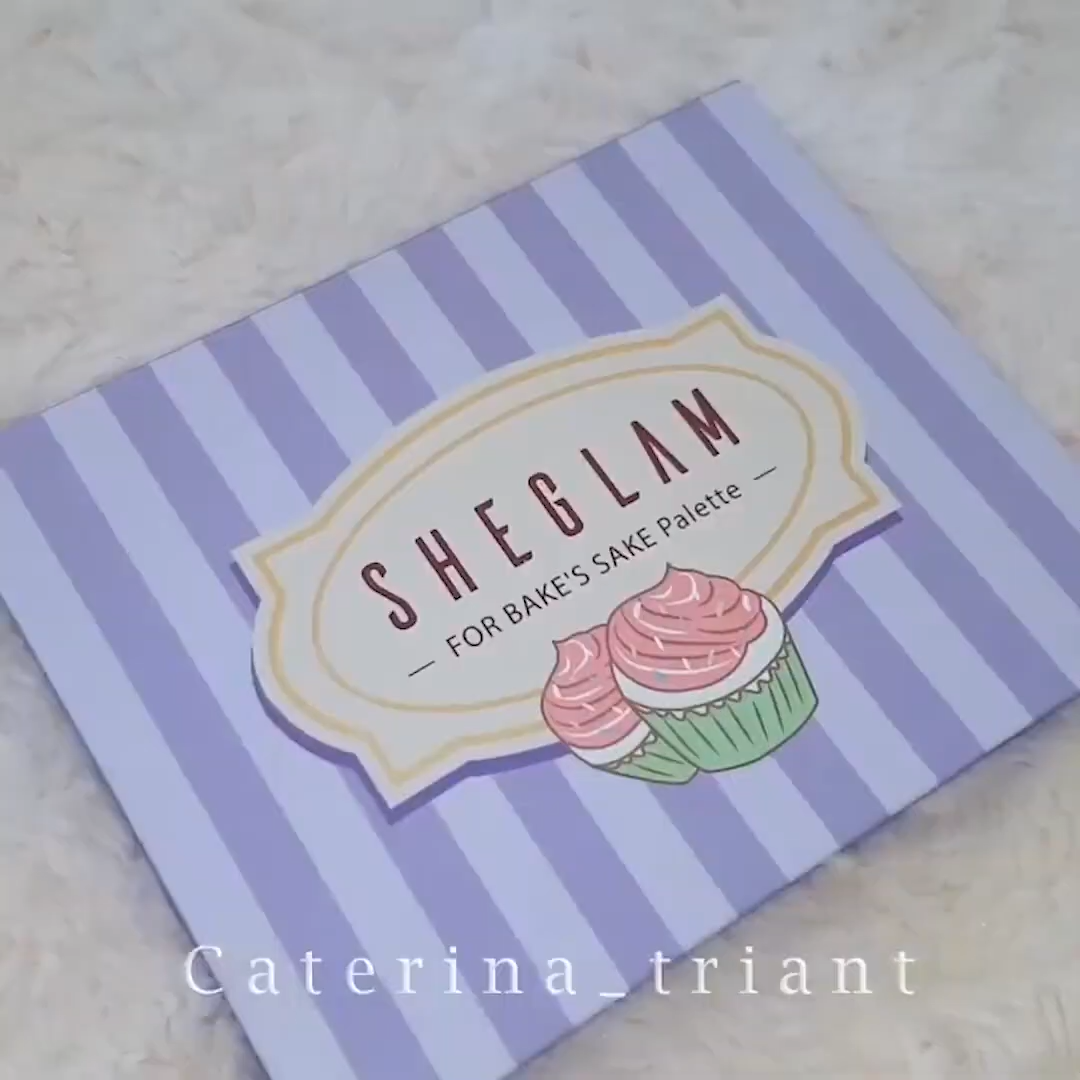 SHEGLAM
— FOR BAKE'S SAKE Palette —
Caterina_triant